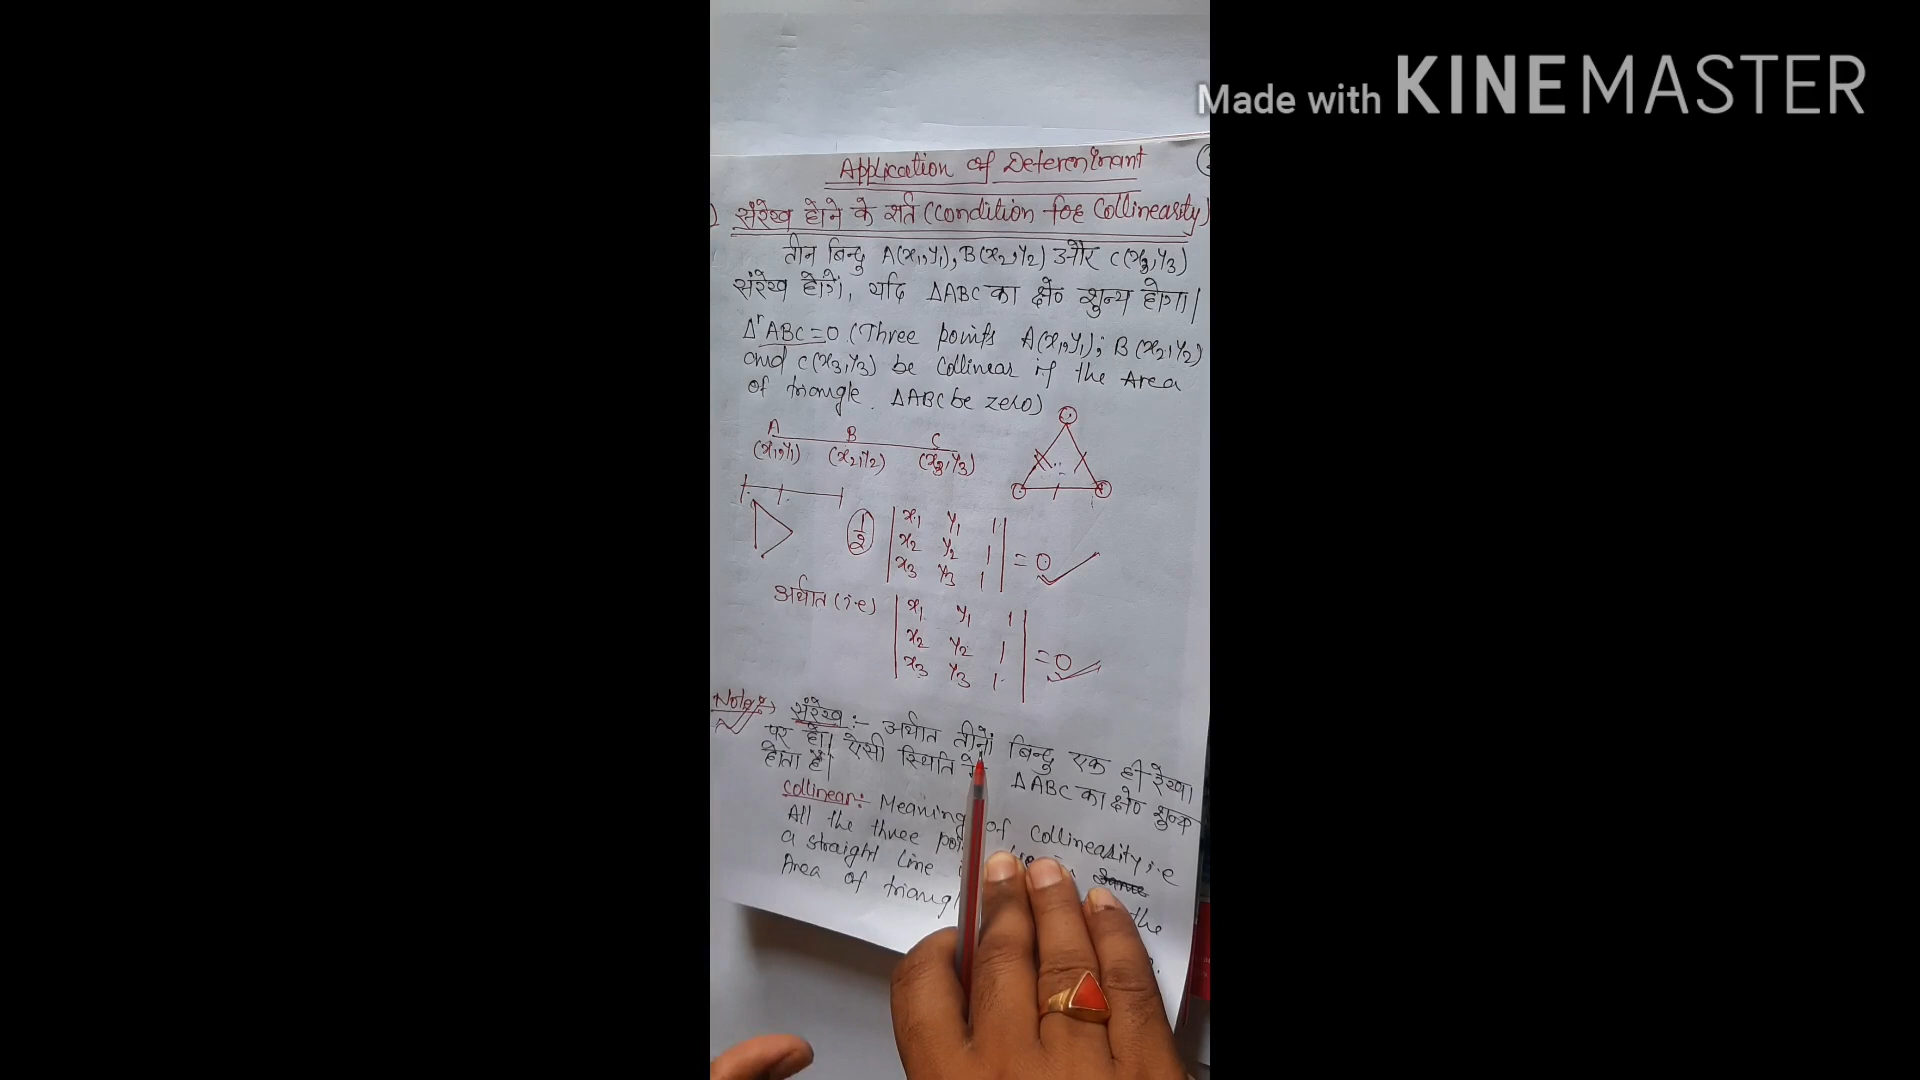 Made with KINEMASTER
Application of Determinant
संरेख होने के शर्त (Condition for Collinearity)
तीन बिन्दु A(x₁,y₁), B(x₂,y₂) और C(x₃,y₃)
संरेख होंगे, यदि ΔABC का क्षे० शुन्य होगा।
ΔʳABC=0 (Three points A(x₁,y₁); B(x₂,y₂)
and C(x₃,y₃) be Collinear if the Area
of triangle. ΔABC be zero)
A B C
(x₁,y₁) (x₂,y₂) (x₃,y₃)
1/2 | x₁ y₁ 1 |
| x₂ y₂ 1 | = 0
| x₃ y₃ 1 |
अर्थात (i.e) | x₁ y₁ 1 |
| x₂ y₂ 1 | = 0
| x₃ y₃ 1 |
Note:→ संरेख :- अर्थात तीनों बिन्दु एक ही रेखा
पर हो। ऐसी स्थिति ΔABC का क्षे० शुन्य
होता है।
Collinear:- Meaning of Collinearity, i.e
All the three
a straight line the
Area of